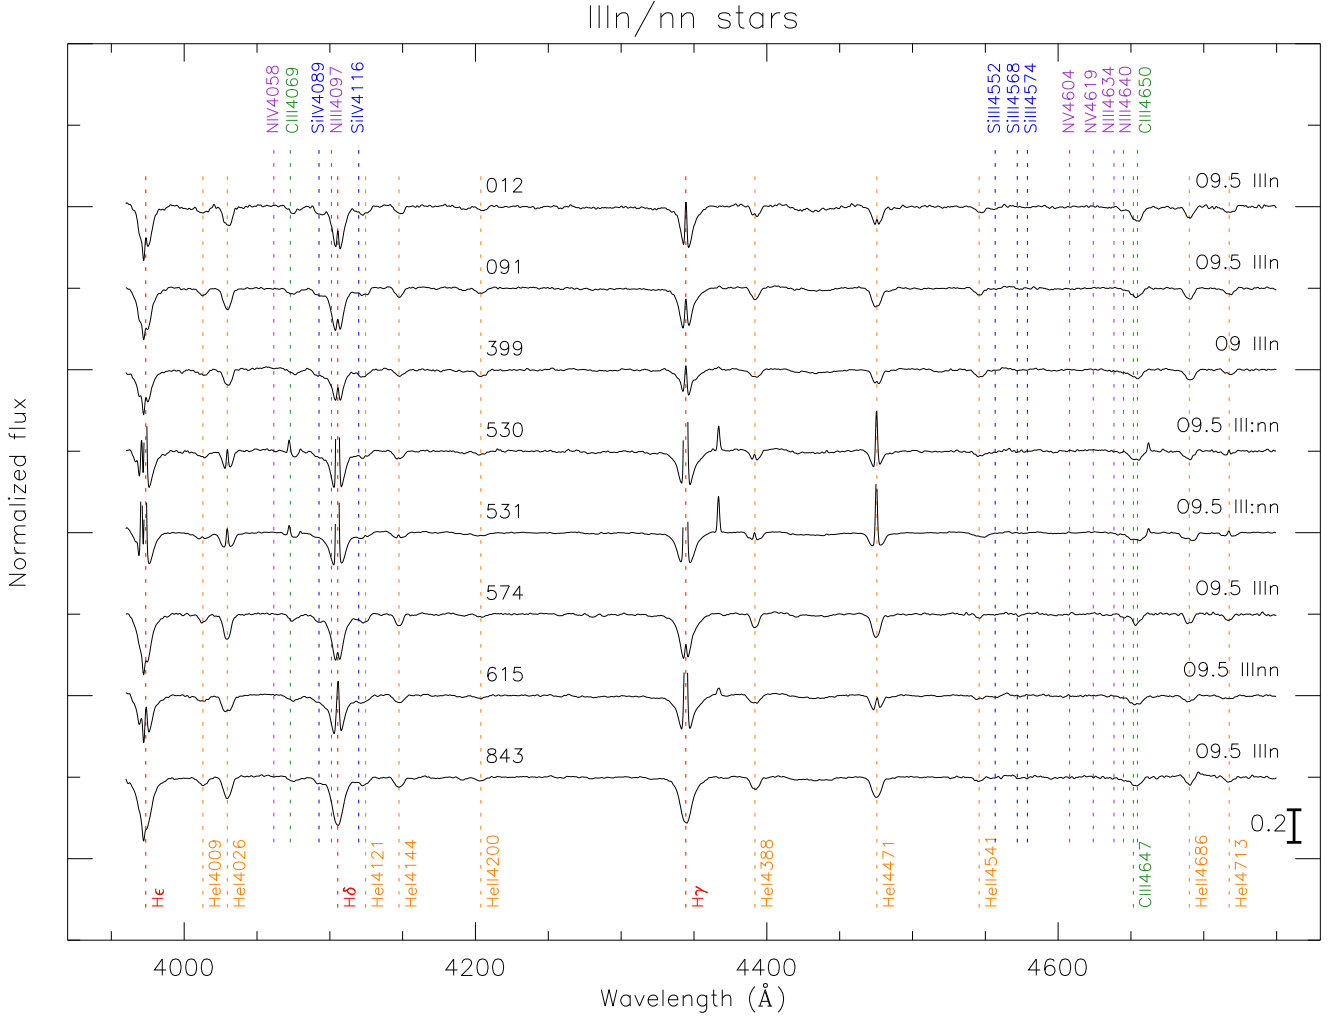 IIIn/nn stars
NIV4058
CIII4069
SiIV4089
NIII4097
SiIV4116
SiIII4552
SiIII4568
SiIII4574
NV4604
NV4619
NIII4634
NIII4640
CIII4650
012
O9.5 IIIn
091
O9.5 IIIn
399
O9 IIIn
530
O9.5 III:nn
531
O9.5 III:nn
574
O9.5 IIIn
615
O9.5 IIInn
843
O9.5 IIIn
0.2
Hε
HeI4009
HeI4026
Hδ
HeI4121
HeI4144
HeII4200
Hγ
HeI4388
HeI4471
HeII4541
CIII4647
HeII4686
HeI4713
4000
4200
4400
4600
Wavelength (Å)
Normalized flux